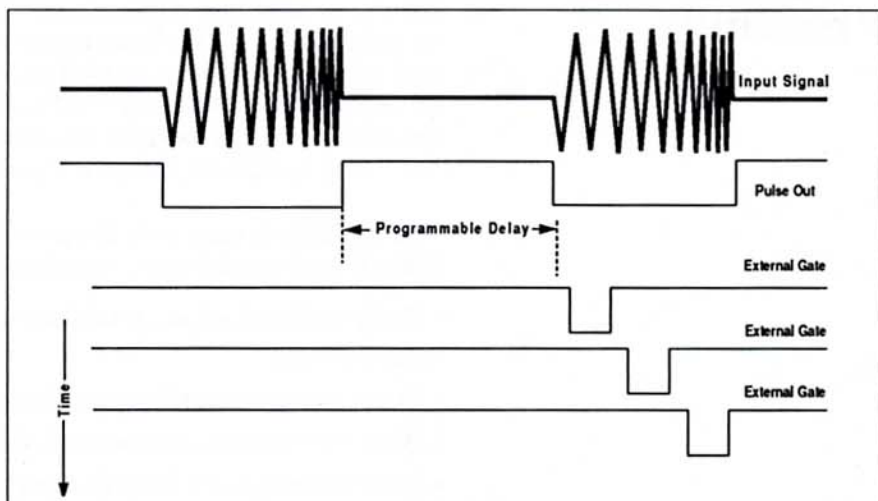 Input Signal
Pulse Out
Programmable Delay
External Gate
External Gate
External Gate
Time